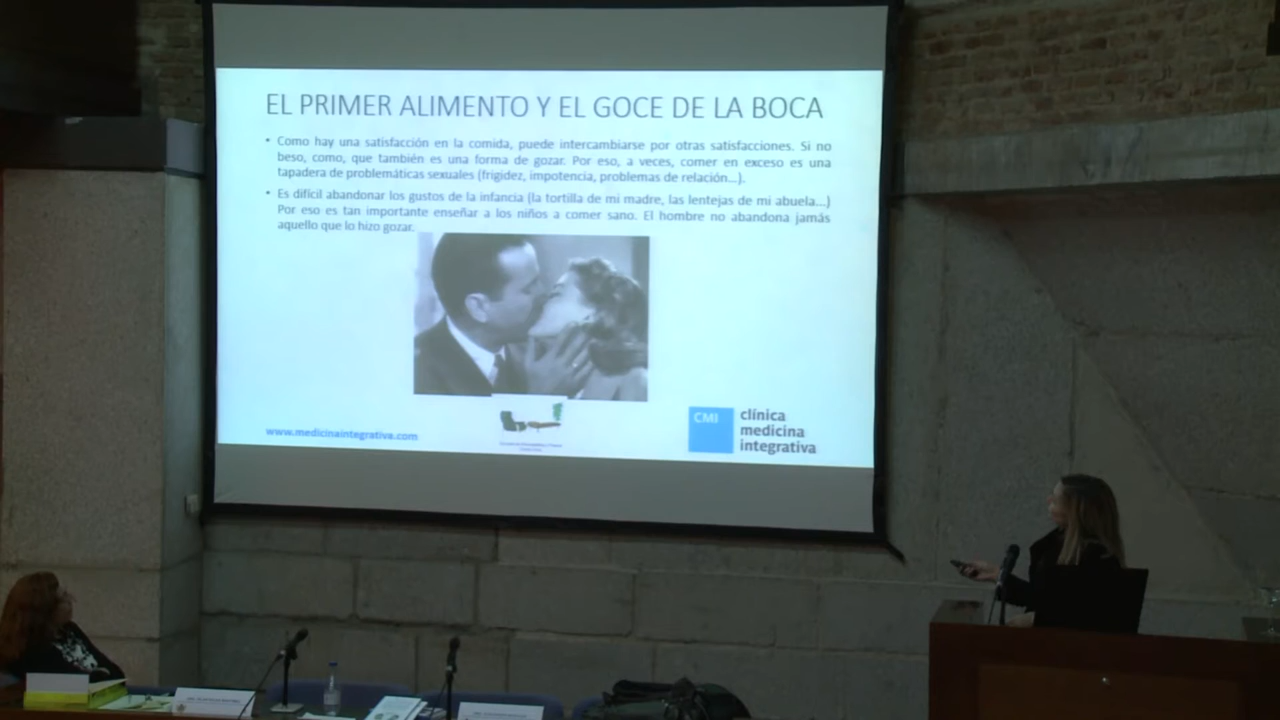 EL PRIMER ALIMENTO Y EL GOCE DE LA BOCA
• Como hay una satisfacción en la comida, puede intercambiarse por otras satisfacciones. Si no
beso, como, que también es una forma de gozar. Por eso, a veces, comer en exceso es una
tapadera de problemáticas sexuales (frigidez, impotencia, problemas de relación...).
• Es difícil abandonar los gustos de la infancia (la tortilla de mi madre, las lentejas de mi abuela...)
Por eso es tan importante enseñar a los niños a comer sano. El hombre no abandona jamás
aquello que lo hizo gozar.
www.medicinaintegrativa.com
CMI
clínica
medicina
integrativa